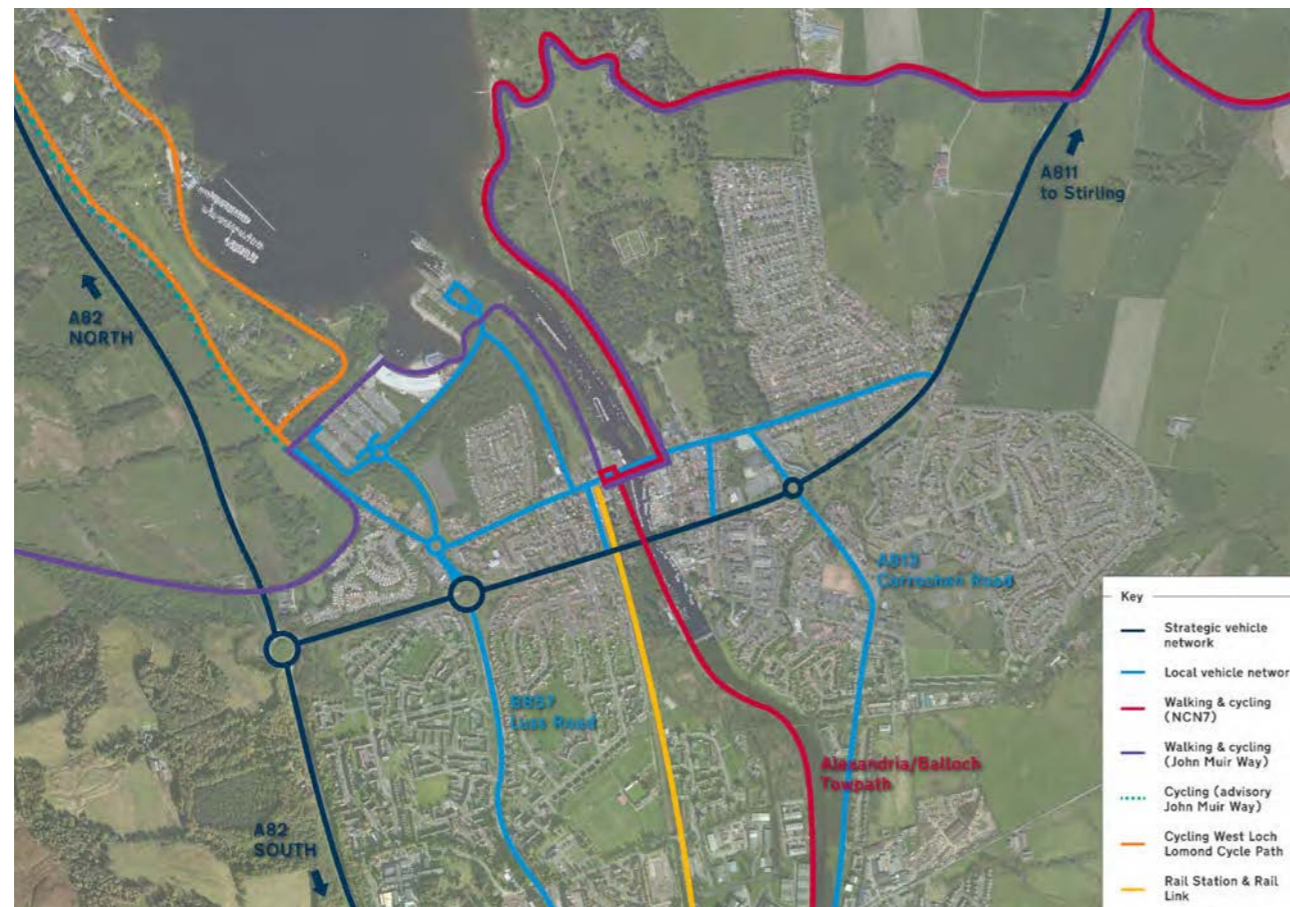 A811
to Stirling
A82
NORTH
A813
Carrochan Road
B857
Luss Road
Alexandria/Balloch
Towpath
A82
SOUTH
Key
Strategic vehicle
network
Local vehicle networ
Walking & cycling
(NCN7)
Walking & cycling
(John Muir Way)
Cycling (advisory
John Muir Way)
Cycling West Loch
Lomond Cycle Path
Rail Station & Rail
Link